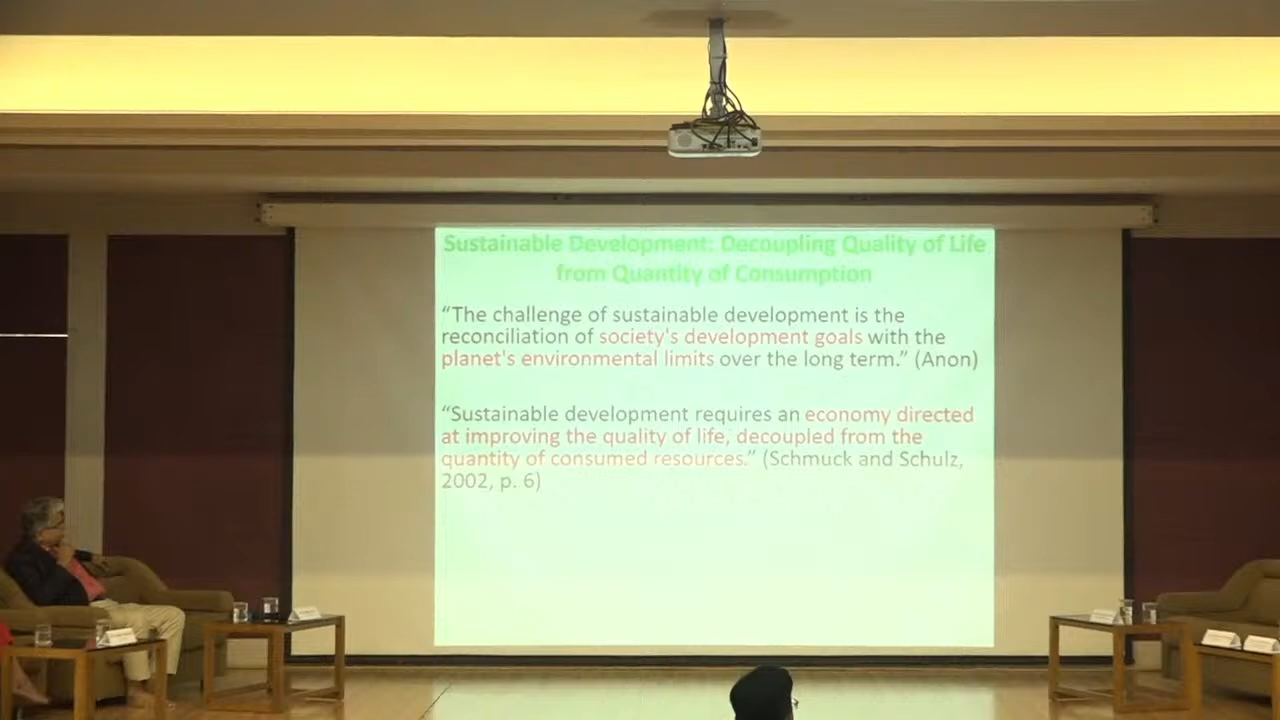 Sustainable Development: Decoupling Quality of Life
from Quantity of Consumption
“The challenge of sustainable development is the
reconciliation of society's development goals with the
planet's environmental limits over the long term.” (Anon)
“Sustainable development requires an economy directed
at improving the quality of life, decoupled from the
quantity of consumed resources.” (Schmuck and Schulz,
2002, p. 6)